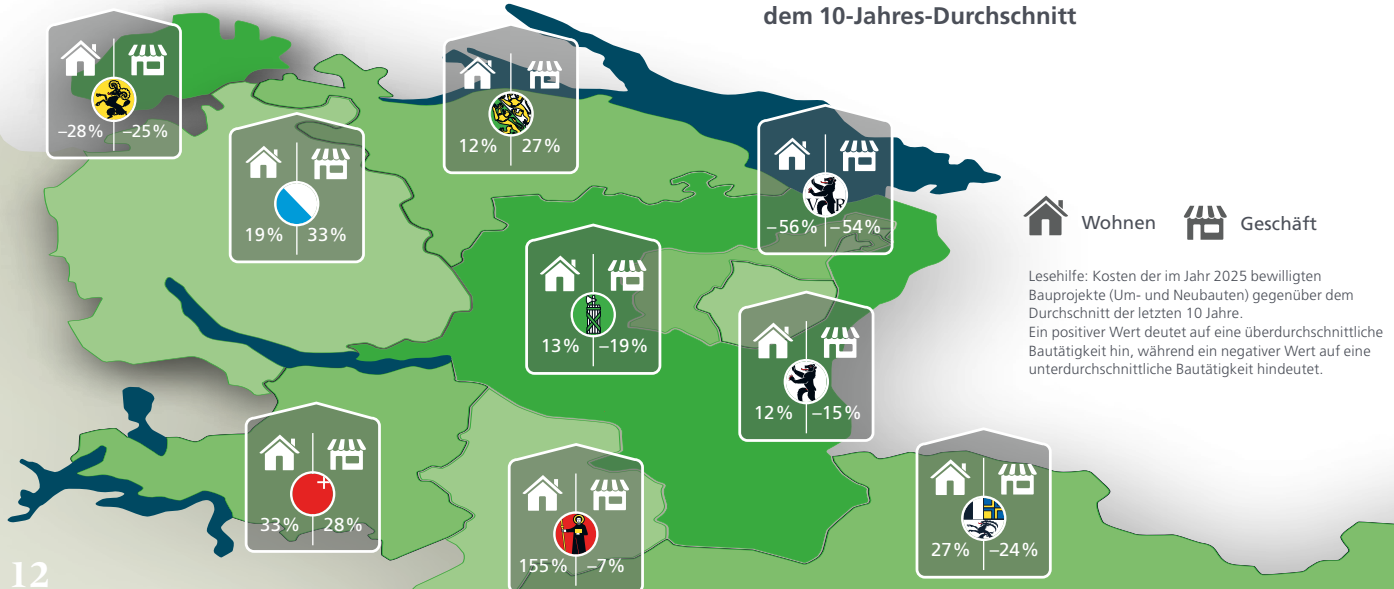 dem 10-Jahres-Durchschnitt
–28% –25%
12% 27%
19% 33%
V R
–56% –54%
Wohnen Geschäft
Lesehilfe: Kosten der im Jahr 2025 bewilligten
Bauprojekte (Um- und Neubauten) gegenüber dem
Durchschnitt der letzten 10 Jahre.
Ein positiver Wert deutet auf eine überdurchschnittliche
Bautätigkeit hin, während ein negativer Wert auf eine
unterdurchschnittliche Bautätigkeit hindeutet.
13% –19%
12% –15%
33% 28%
155% –7%
27% –24%
12